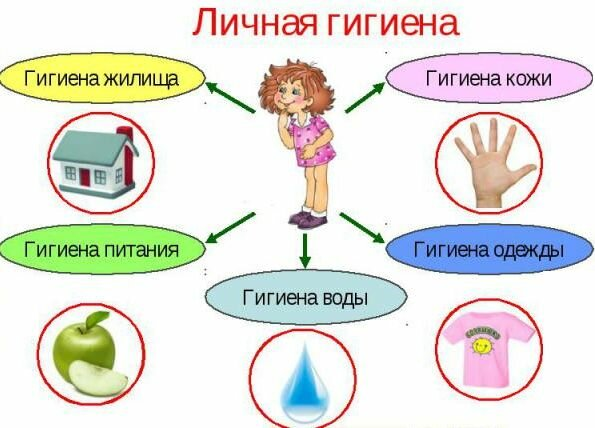 Личная гигиена
Гигиена жилища
Гигиена кожи
Гигиена питания
Гигиена одежды
Гигиена воды